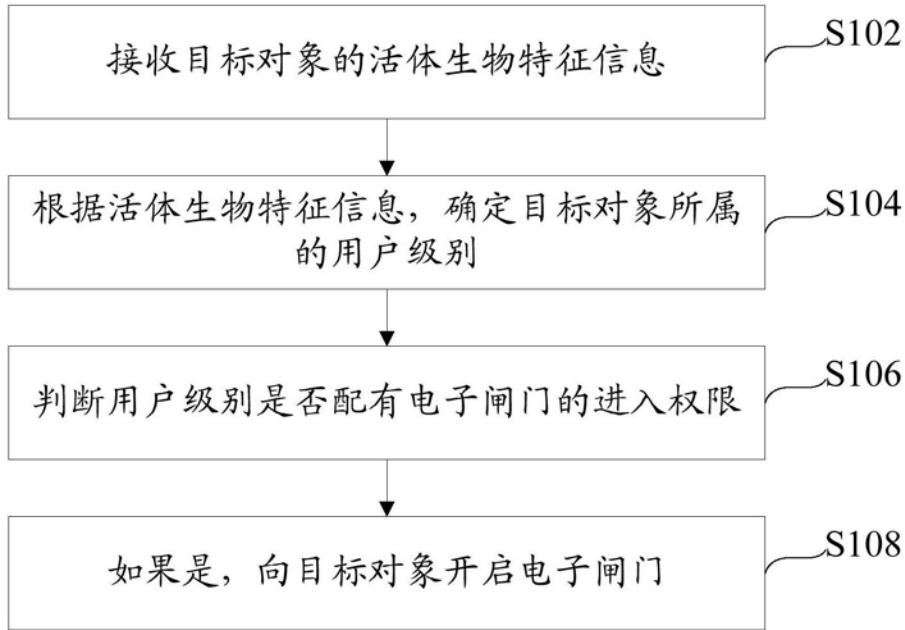 接收目标对象的活体生物特征信息
S102
根据活体生物特征信息，确定目标对象所属
的用户级别
S104
判断用户级别是否配有电子闸门的进入权限
S106
如果是，向目标对象开启电子闸门
S108